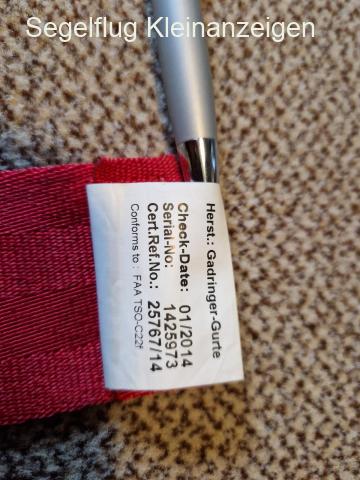 Segelflug Kleinanzeigen
Herst.: Gadringer-Gurte
Check-Date: 01/2014
Serial-No: 1425973
Cert.Ref.No.: 25767/14
Conforms to : FAA TSO-C22f